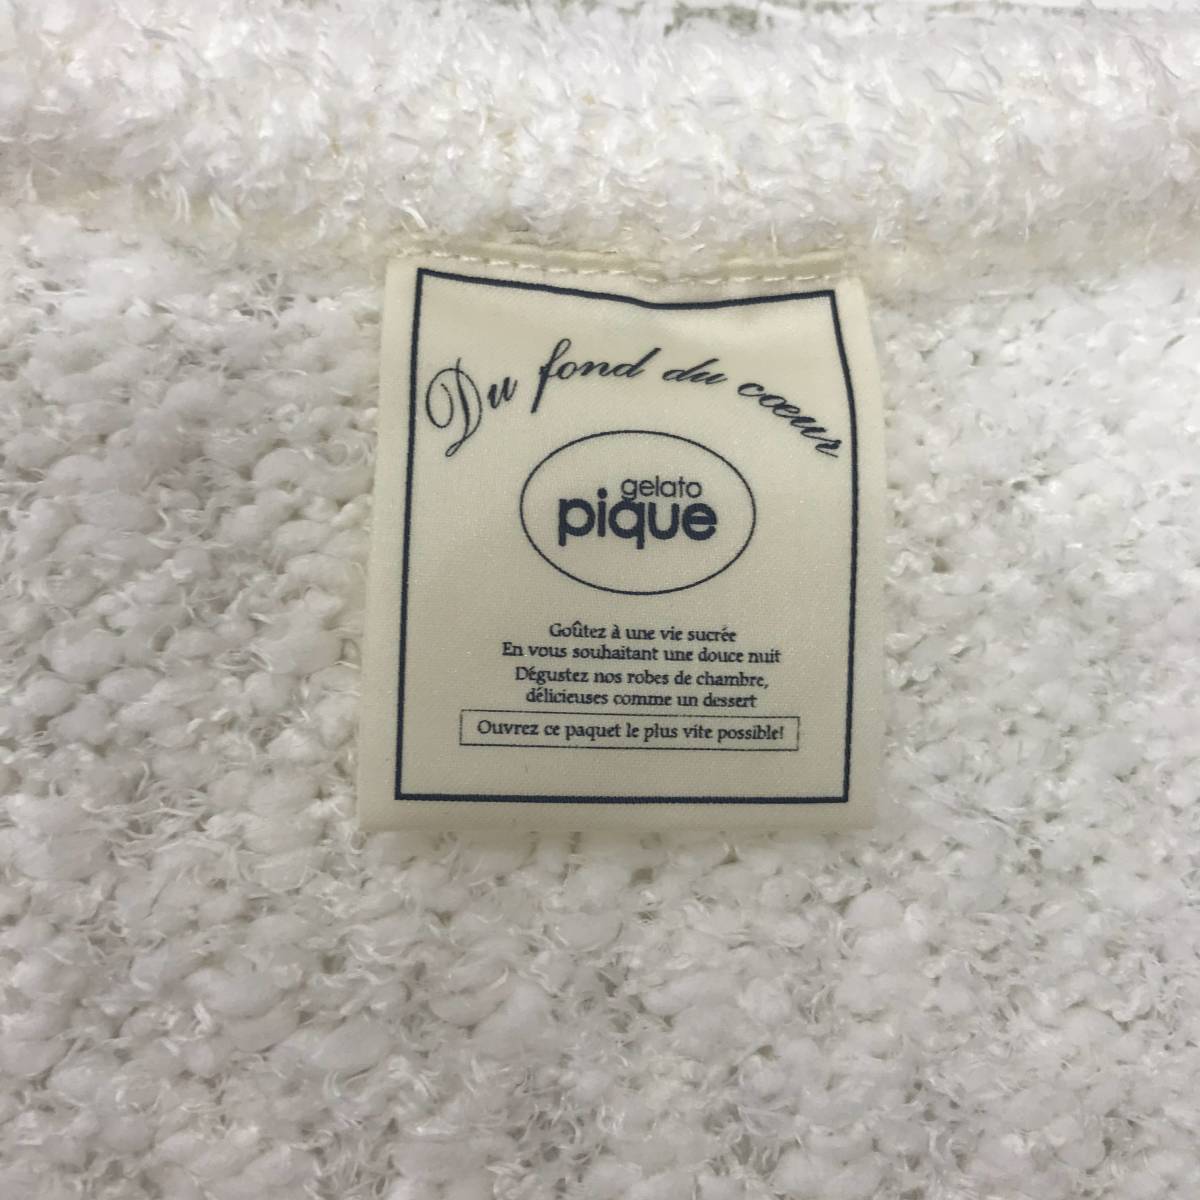 Du fond du cœur
gelato
pique
Goûtez à une vie sucrée
En vous souhaitant une douce nuit
Dégustez nos robes de chambre,
délicieuses comme un dessert
Ouvrez ce paquet le plus vite possible!